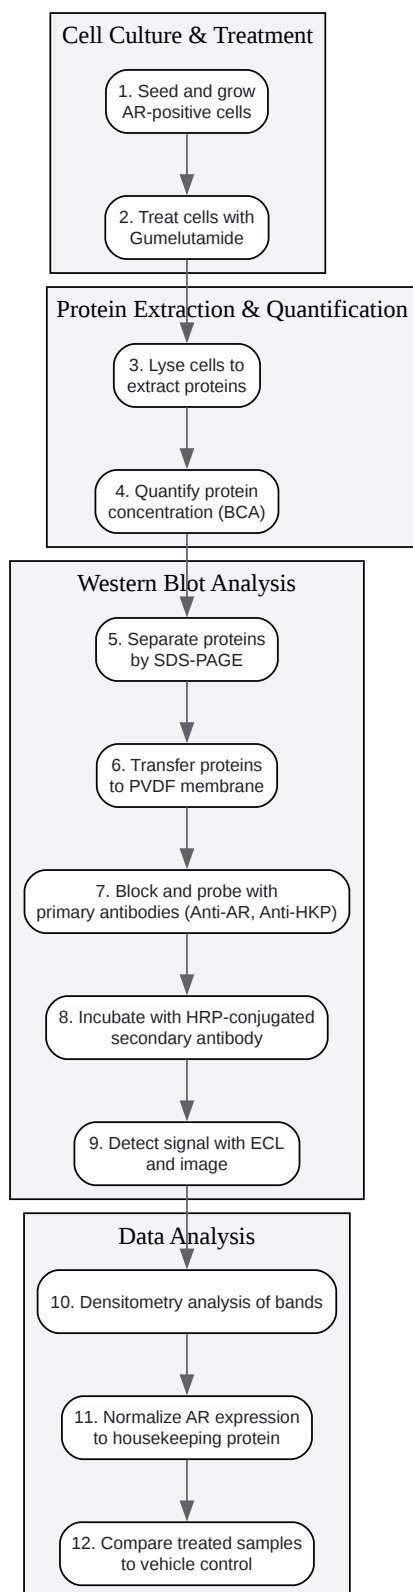 Cell Culture & Treatment
1. Seed and grow
AR-positive cells
2. Treat cells with
Gumelutamide
Protein Extraction & Quantification
3. Lyse cells to
extract proteins
4. Quantify protein
concentration (BCA)
Western Blot Analysis
5. Separate proteins
by SDS-PAGE
6. Transfer proteins
to PVDF membrane
7. Block and probe with
primary antibodies (Anti-AR, Anti-HKP)
8. Incubate with HRP-conjugated
secondary antibody
9. Detect signal with ECL
and image
Data Analysis
10. Densitometry analysis of bands
11. Normalize AR expression
to housekeeping protein
12. Compare treated samples
to vehicle control